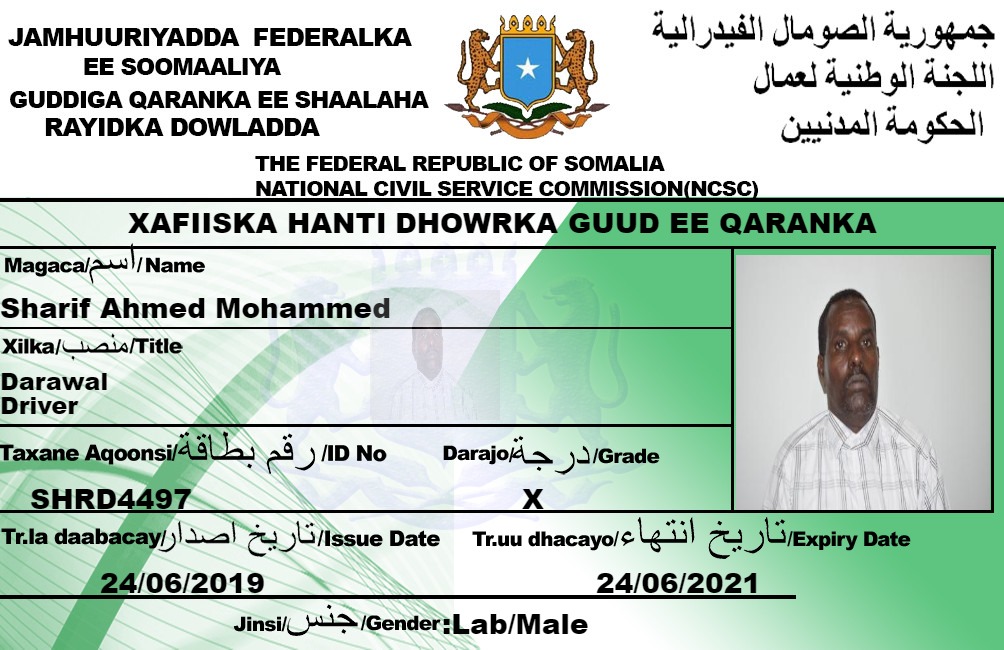 JAMHUURIYADDA FEDERALKA
EE SOOMAALIYA
GUDDIGA QARANKA EE SHAALAHA
RAYIDKA DOWLADDA
جمهورية الصومال الفيدرالية
اللجنة الوطنية لعمال
الحكومة المدنيين
THE FEDERAL REPUBLIC OF SOMALIA
NATIONAL CIVIL SERVICE COMMISSION(NCSC)
XAFIISKA HANTI DHOWRKA GUUD EE QARANKA
Magaca/اسم/Name
Sharif Ahmed Mohammed
Xilka/منصب/Title
Darawal
Driver
Taxane Aqoonsi/رقم بطاقة/ID No
SHRD4497
Darajo/درجة/Grade
X
Tr.la daabacay/تاريخ اصدار/Issue Date
24/06/2019
Tr.uu dhacayo/تاريخ انتهاء/Expiry Date
24/06/2021
Jinsi/جنس/Gender:Lab/Male